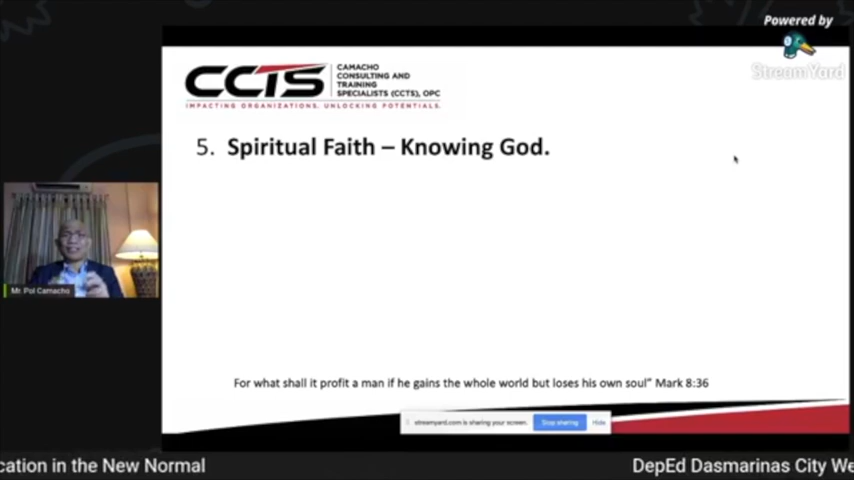 Powered by
StreamYard
CCTS
CAMACHO
CONSULTING AND
TRAINING
SPECIALISTS (CCTS), OPC
IMPACTING ORGANIZATIONS. UNLOCKING POTENTIALS.
5. Spiritual Faith – Knowing God.
Mr. Pol Camacho
For what shall it profit a man if he gains the whole world but loses his own soul" Mark 8:36
streamyard.com is sharing your screen.
Stop sharing
Hide
cation in the New Normal
DepEd Dasmarinas City We